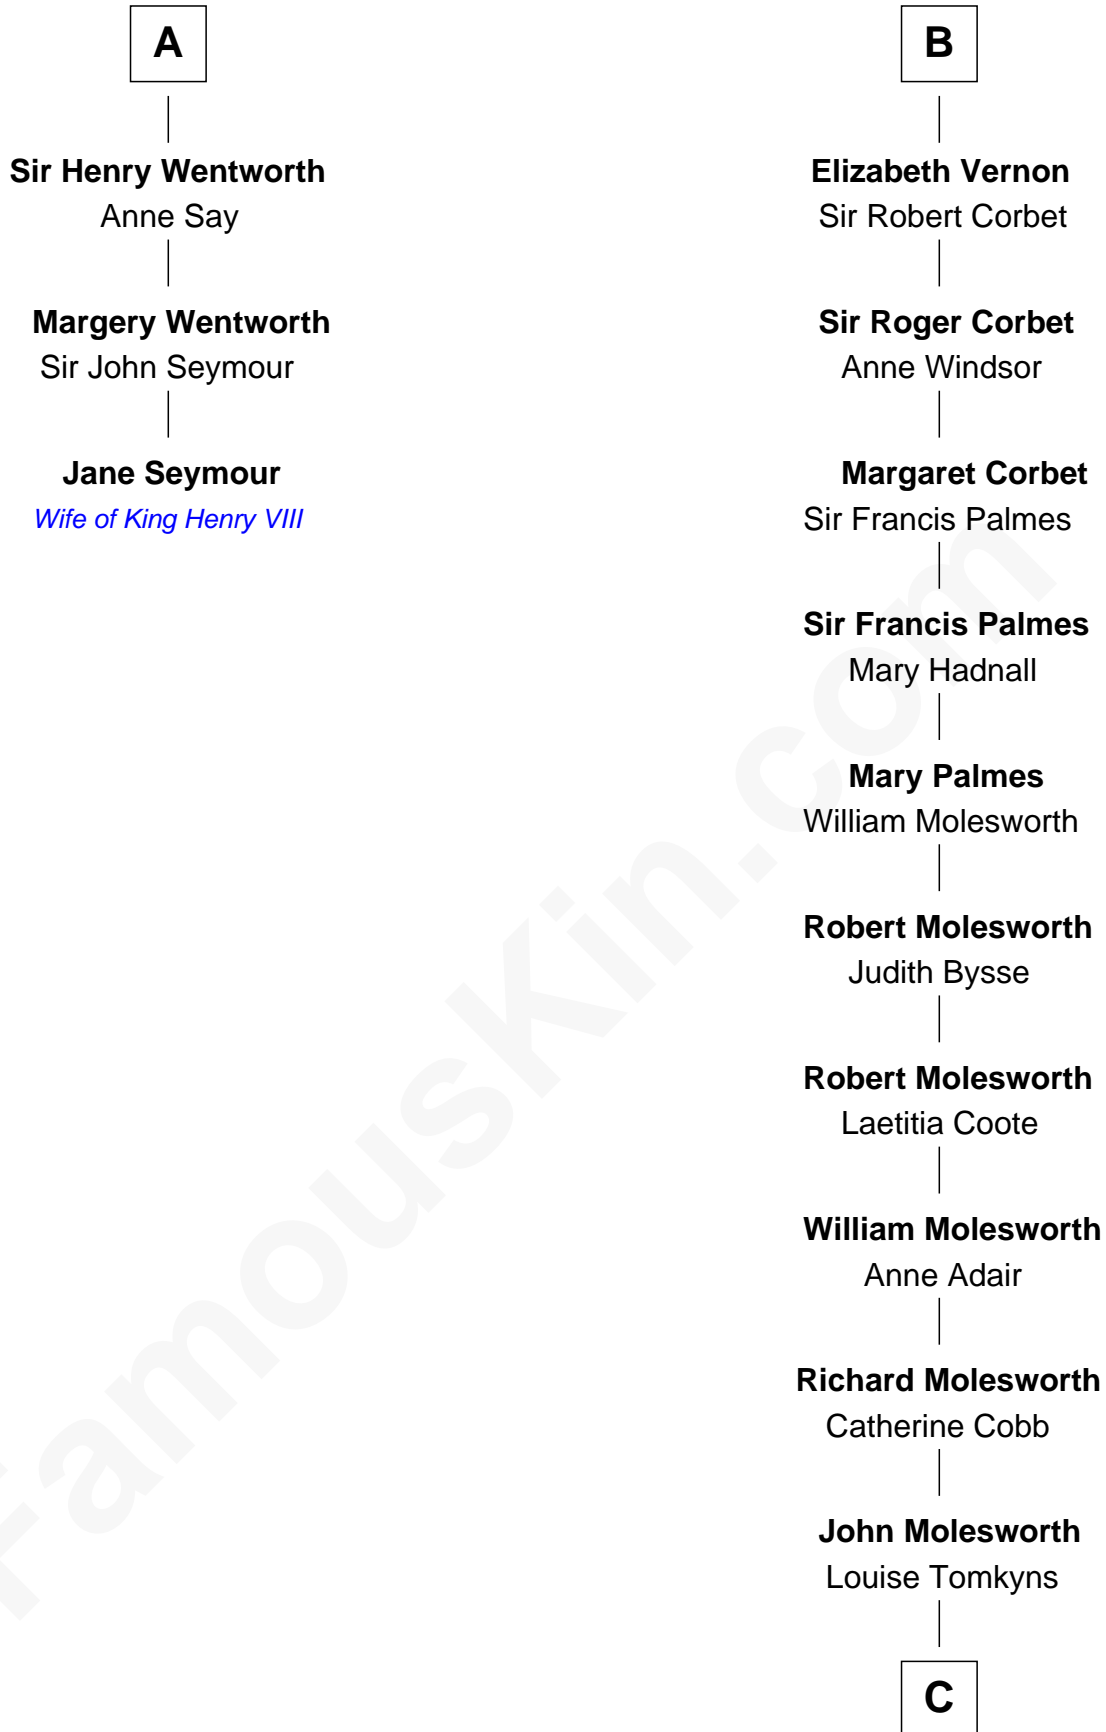 A
Sir Henry Wentworth
Anne Say
Margery Wentworth
Sir John Seymour
Jane Seymour
Wife of King Henry VIII
B
Elizabeth Vernon
Sir Robert Corbet
Sir Roger Corbet
Anne Windsor
Margaret Corbet
Sir Francis Palmes
Sir Francis Palmes
Mary Hadnall
Mary Palmes
William Molesworth
Robert Molesworth
Judith Bysse
Robert Molesworth
Laetitia Coote
William Molesworth
Anne Adair
Richard Molesworth
Catherine Cobb
John Molesworth
Louise Tomkyns
C
FamousKin.com